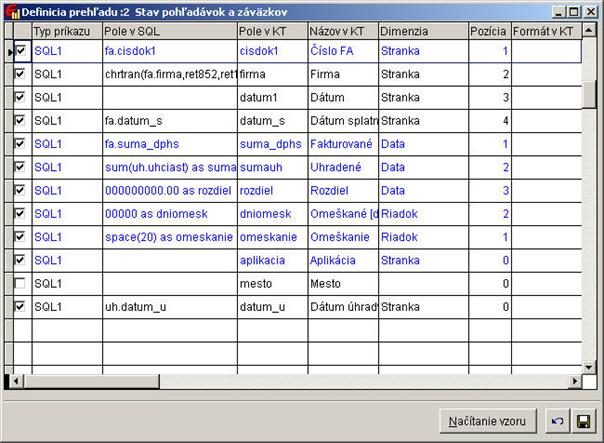 Definicia prehľadu :2 Stav pohľadávok a záväzkov
Typ príkazu Pole v SQL Pole v KT Názov v KT Dimenzia Pozícia Formát v KT
SQL1 fa.cisdok1 cisdok1 Číslo FA Stranka 1
SQL1 chrtran(fa.firma,ret852,ret1 firma Firma Stranka 2
SQL1 datum1 Dátum Stranka 3
SQL1 fa.datum_s datum_s Dátum splatn Stranka 4
SQL1 fa.suma_dphs suma_dphs Fakturované Data 1
SQL1 sum(uh.uhciast) as suma sumauh Uhradené Data 2
SQL1 000000000.00 as rozdiel rozdiel Rozdiel Data 3
SQL1 00000 as dniomesk dniomesk Omeškané [d Riadok 2
SQL1 space(20) as omeskanie omeskanie Omeškanie Riadok 1
SQL1 aplikacia Aplikácia Stranka 0
SQL1 mesto Mesto 0
SQL1 uh.datum_u datum_u Dátum úhrad Stranka 0
Načítanie vzoru